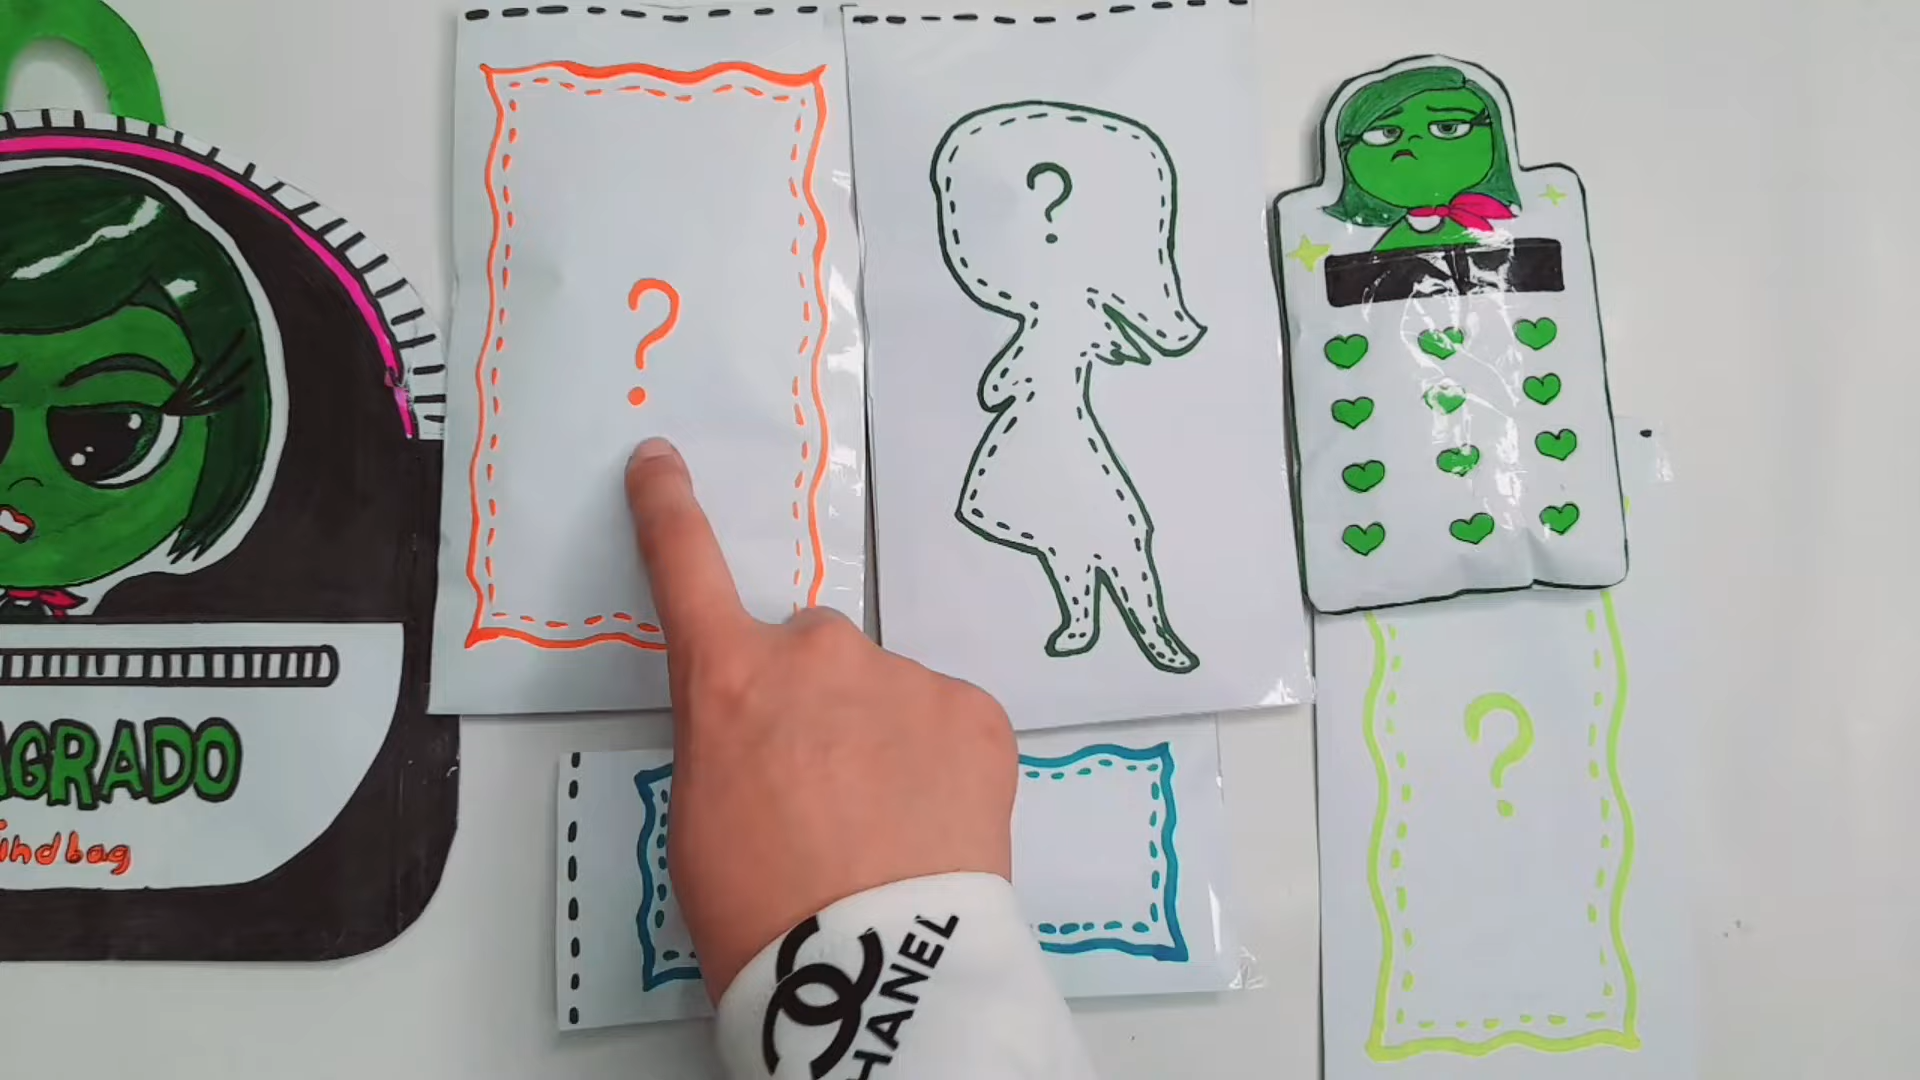 ?
?
?
AGRADO
indbag
CHANEL